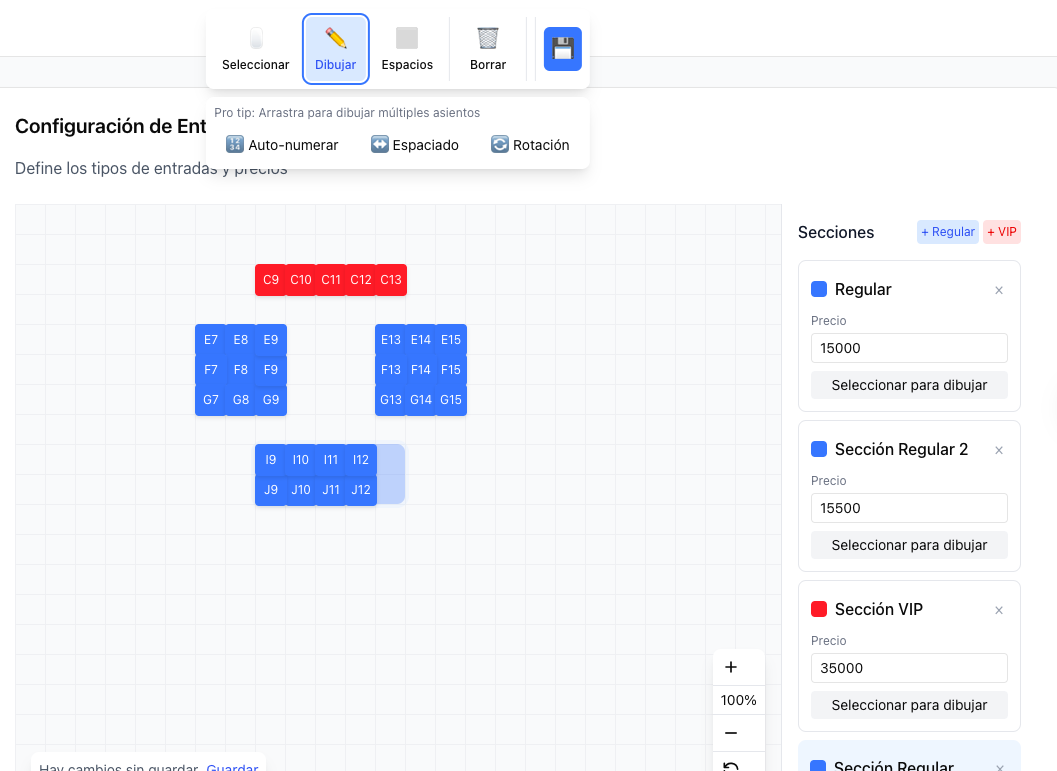 Seleccionar Dibujar Espacios Borrar
Pro tip: Arrastra para dibujar múltiples asientos
Auto-numerar Espaciado Rotación
Configuración de Ent
Define los tipos de entradas y precios
C9 C10 C11 C12 C13
E7 E8 E9 E13 E14 E15
F7 F8 F9 F13 F14 F15
G7 G8 G9 G13 G14 G15
I9 I10 I11 I12
J9 J10 J11 J12
+
100%
−
Hay cambios sin guardar Guardar
Secciones + Regular + VIP
Regular ×
Precio
15000
Seleccionar para dibujar
Sección Regular 2 ×
Precio
15500
Seleccionar para dibujar
Sección VIP ×
Precio
35000
Seleccionar para dibujar
Sección Regular ×